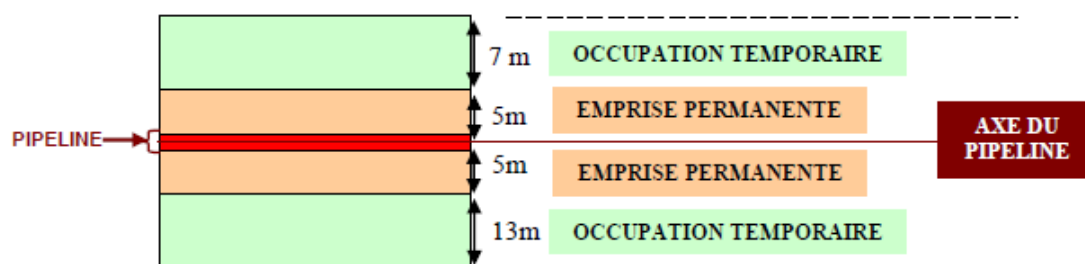 7 m
OCCUPATION TEMPORAIRE
5m
EMPRISE PERMANENTE
PIPELINE
AXE DU
PIPELINE
5m
EMPRISE PERMANENTE
13m
OCCUPATION TEMPORAIRE